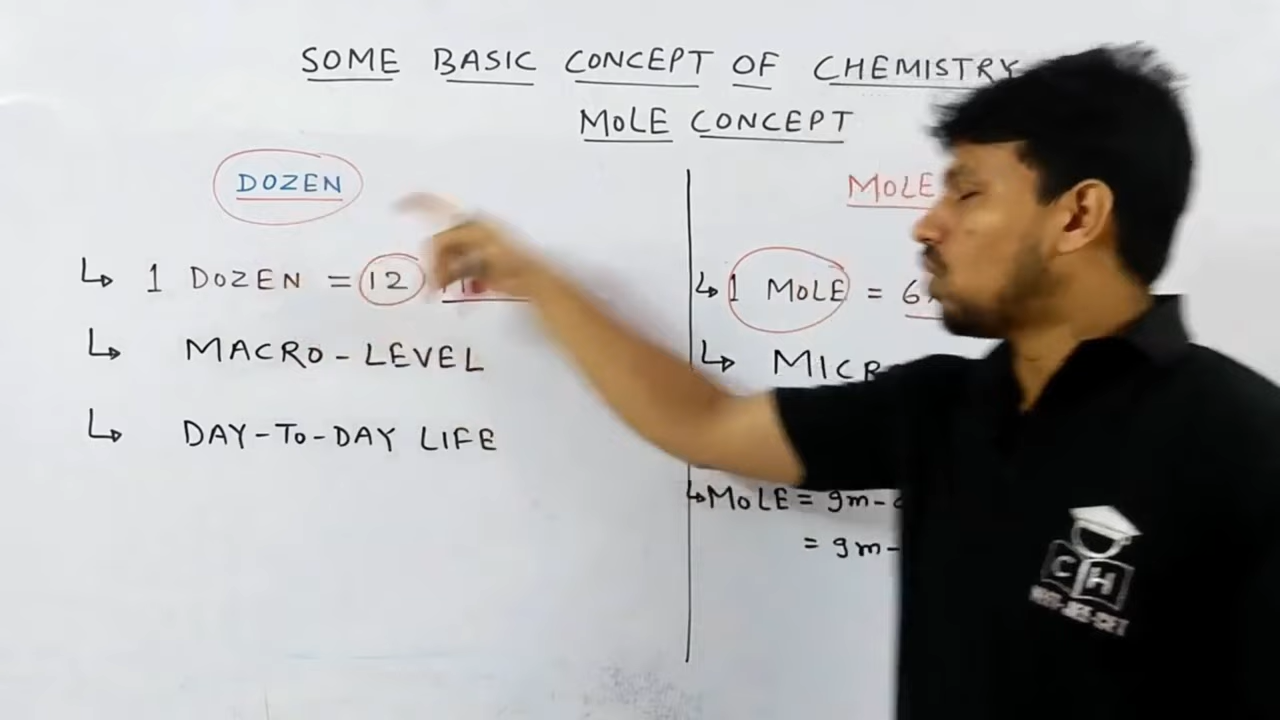 SOME BASIC CONCEPT OF CHEMISTRY
MOLE CONCEPT
DOZEN
↳ 1 DOZEN = 12
↳ MACRO-LEVEL
↳ DAY-TO-DAY LIFE
MOLE
↳ 1 MOLE = 6
↳ MICR
↳ MOLE = gm-
= gm-
C H